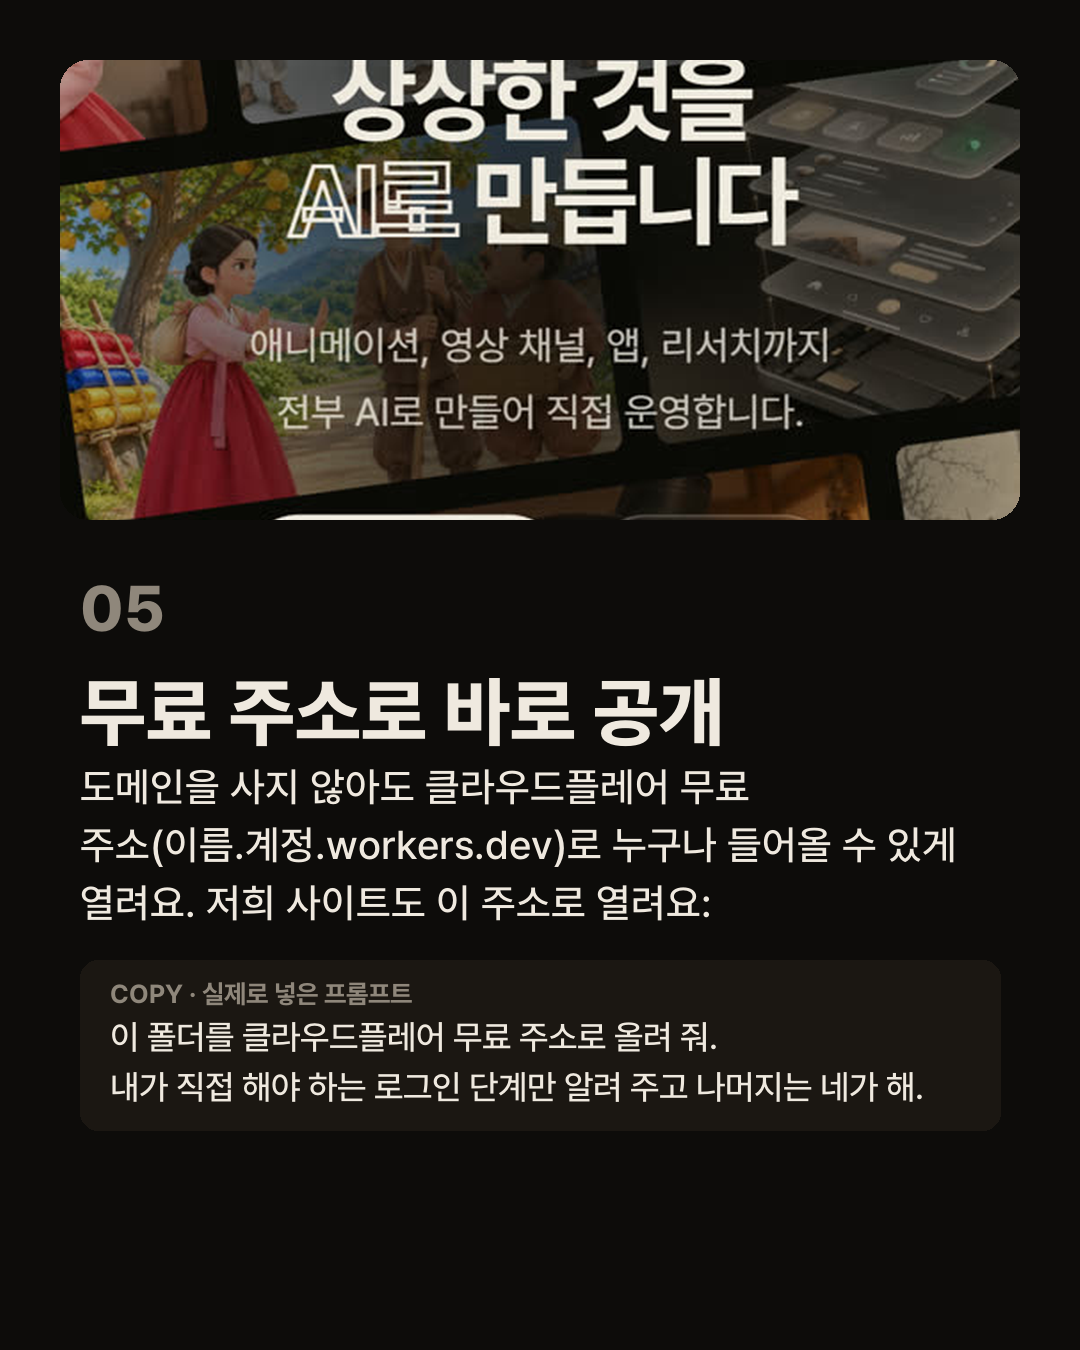 상상한 것을
AI로 만듭니다
애니메이션, 영상 채널, 앱, 리서치까지
전부 AI로 만들어 직접 운영합니다.
05
무료 주소로 바로 공개
도메인을 사지 않아도 클라우드플레어 무료
주소(이름.계정.workers.dev)로 누구나 들어올 수 있게
열려요. 저희 사이트도 이 주소로 열려요:
COPY · 실제로 넣은 프롬프트
이 폴더를 클라우드플레어 무료 주소로 올려 줘.
내가 직접 해야 하는 로그인 단계만 알려 주고 나머지는 네가 해.